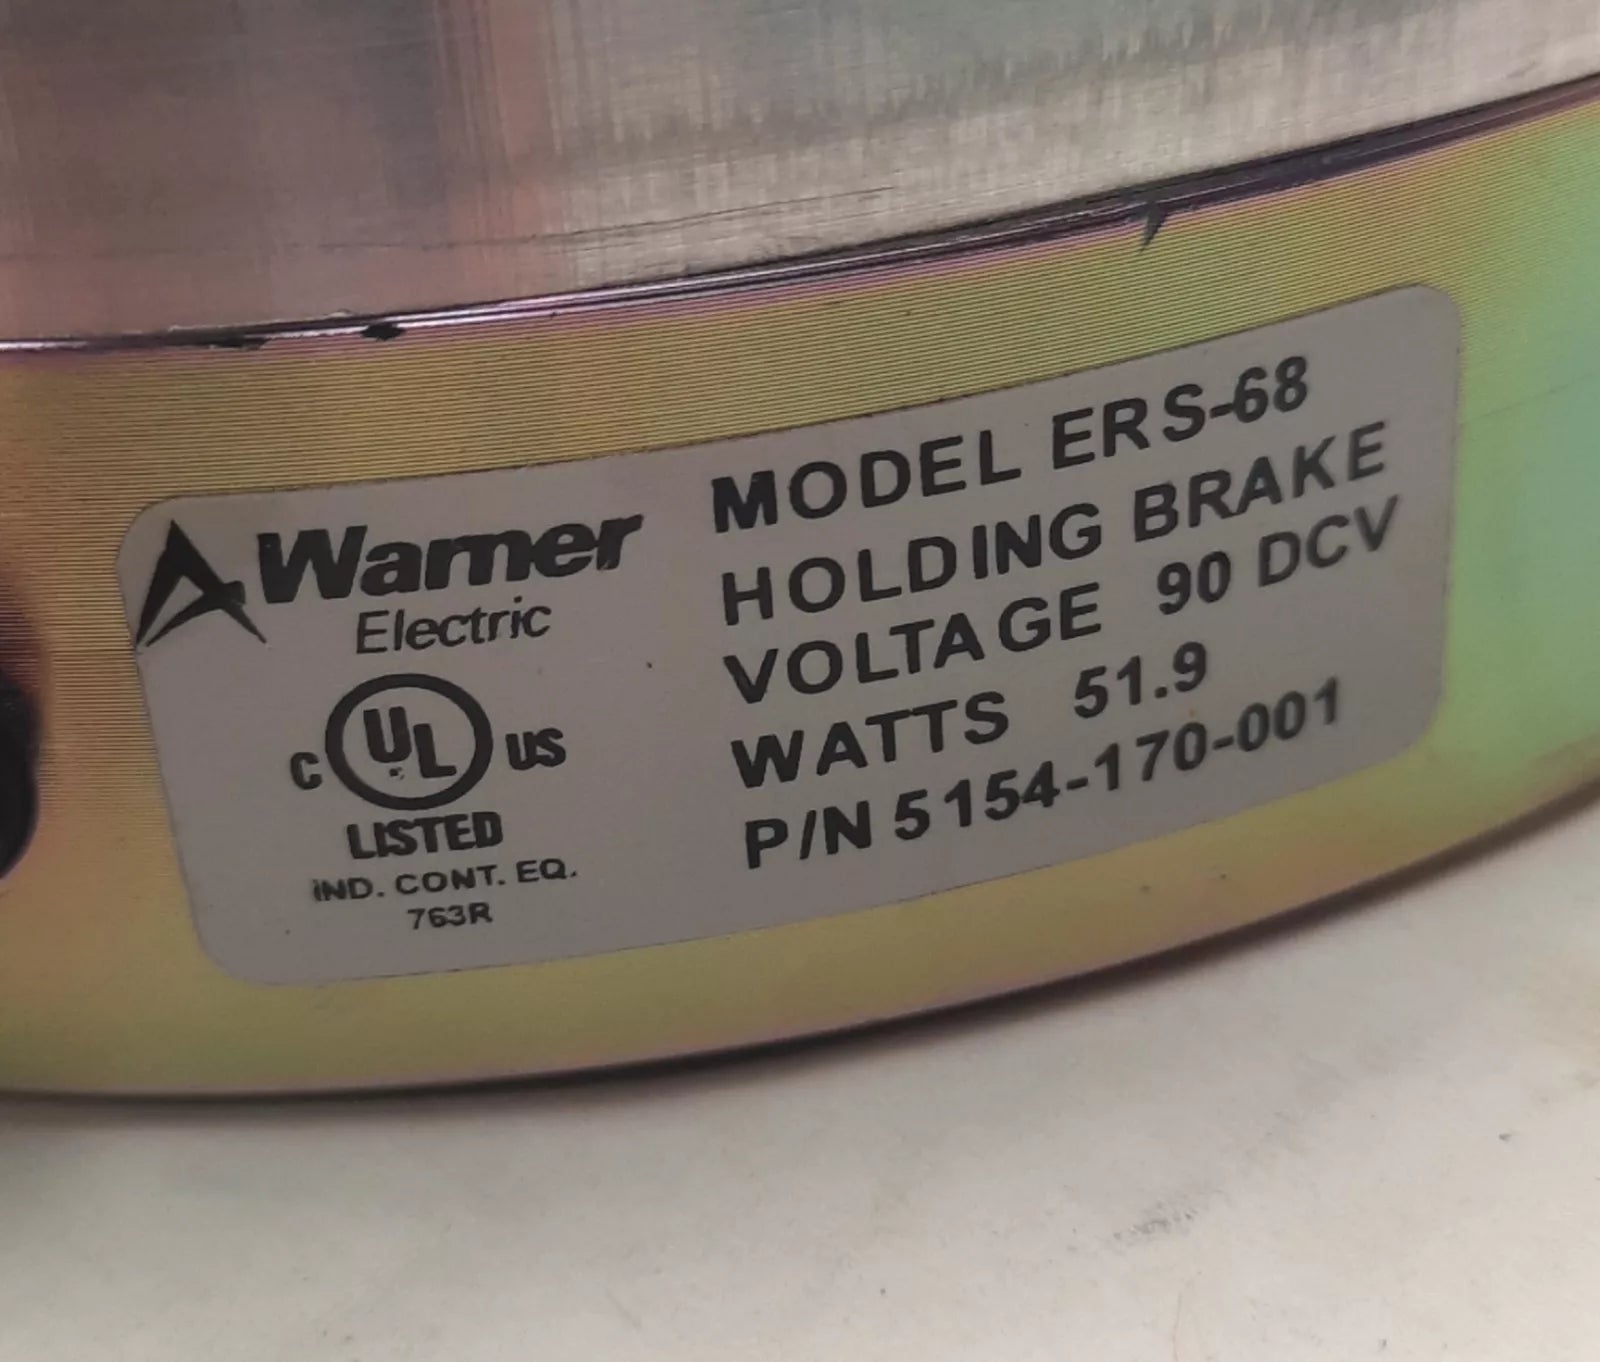 Warner
Electric
C UL US
LISTED
IND. CONT. EQ.
763R
MODEL ERS-68
HOLDING BRAKE
VOLTAGE 90 DCV
WATTS 51.9
P/N 5154-170-001